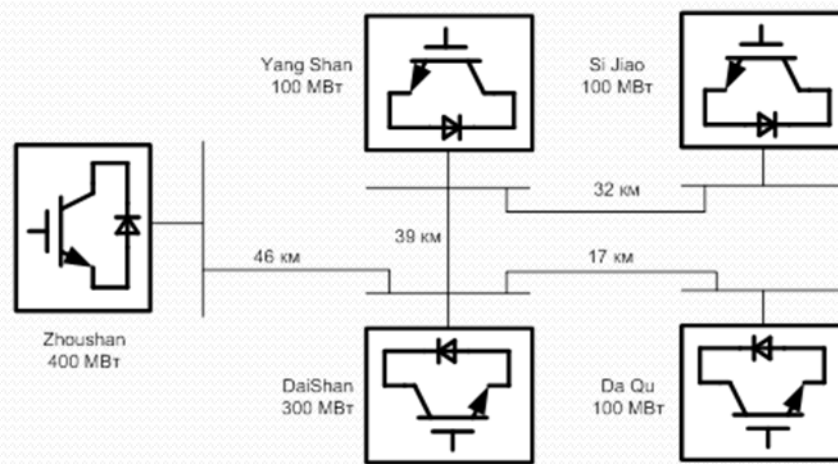 Yang Shan
100 МВт
Si Jiao
100 МВт
32 км
39 км
46 км
17 км
Zhoushan
400 МВт
DaiShan
300 МВт
Da Qu
100 МВт